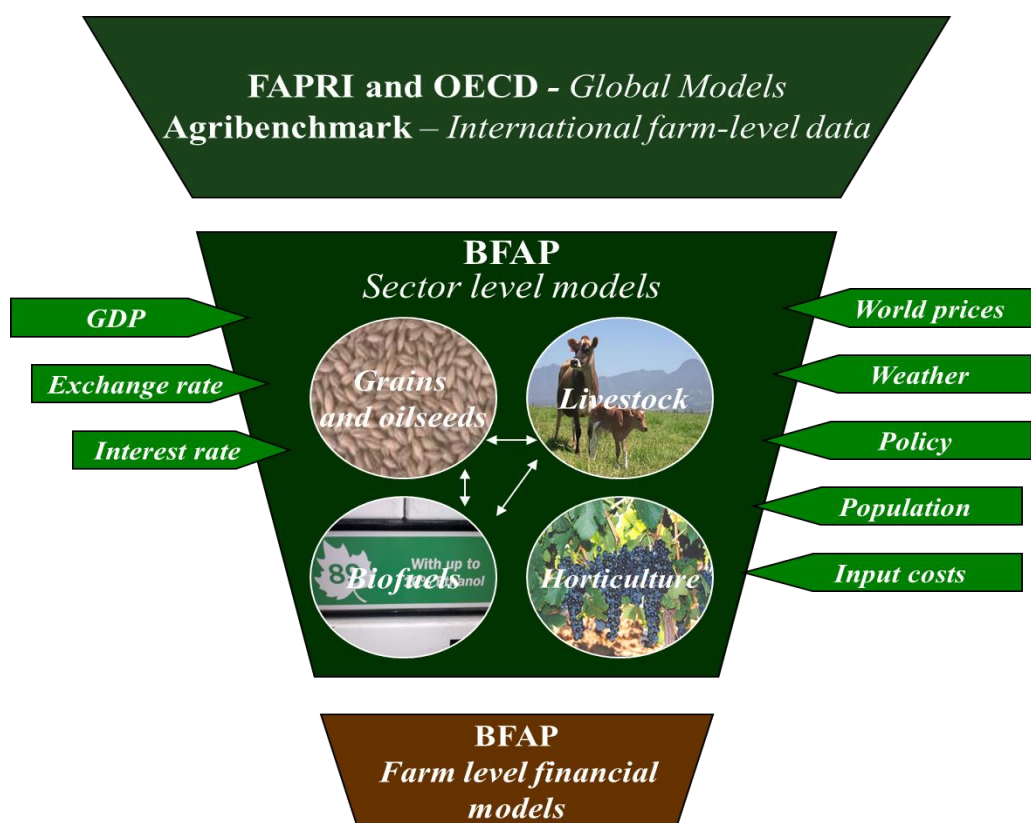 FAPRI and OECD - Global Models
Agribenchmark – International farm-level data
BFAP
Sector level models
GDP
Exchange rate
Interest rate
World prices
Weather
Policy
Population
Input costs
Grains
and oilseeds
Livestock
With up to
Biofuels
Horticulture
BFAP
Farm level financial
models